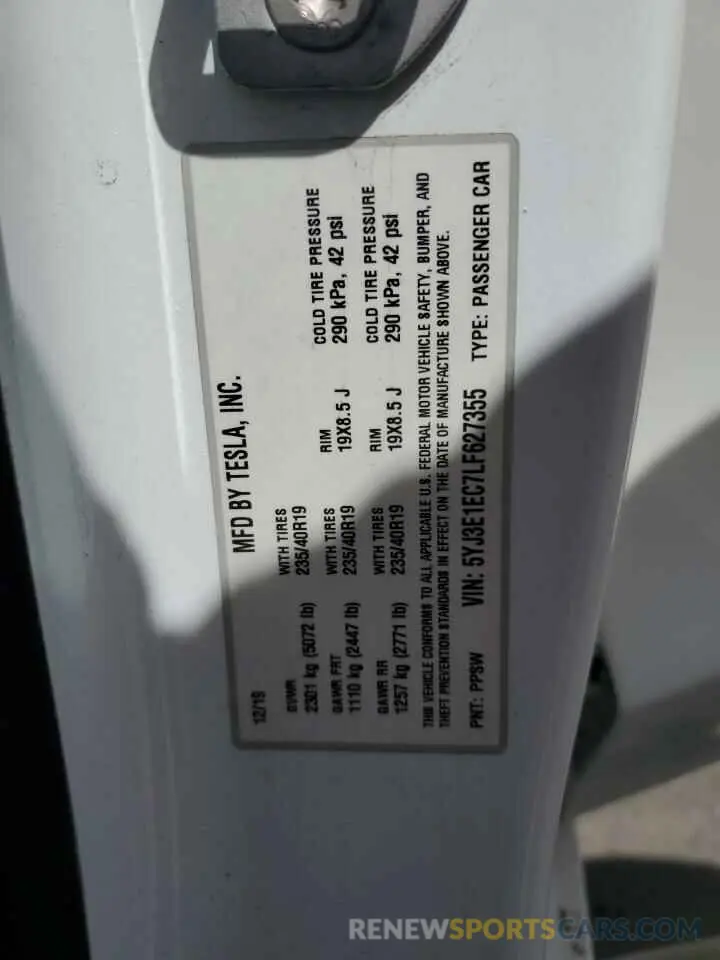 MFD BY TESLA, INC.
12/19
GVWR WITH TIRES
2301 kg (5072 lb) 235/40R19 RIM COLD TIRE PRESSURE
GAWR FRT WITH TIRES 19X8.5 J 290 kPa, 42 psi
1110 kg (2447 lb) 235/40R19
GAWR RR WITH TIRES RIM COLD TIRE PRESSURE
1257 kg (2771 lb) 235/40R19 19X8.5 J 290 kPa, 42 psi
THIS VEHICLE CONFORMS TO ALL APPLICABLE U.S. FEDERAL MOTOR VEHICLE SAFETY, BUMPER, AND
THEFT PREVENTION STANDARDS IN EFFECT ON THE DATE OF MANUFACTURE SHOWN ABOVE.
PNT: PPSW VIN: 5YJ3E1EC7LF627355 TYPE: PASSENGER CAR
RENEWSPORTSCARS.COM